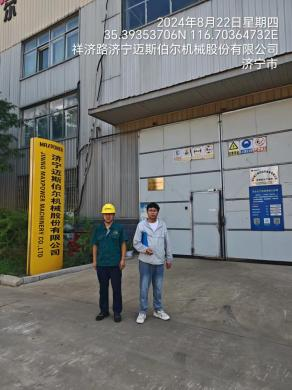 2024年8月22日星期四
35.39353706N 116.70364732E
祥济路济宁迈斯伯尔机械股份有限公司
济宁市
尔
MAXPOWER
济宁迈斯伯尔机械股份有限公司
JINING MAXPOWER MACHINERY CO.,LTD